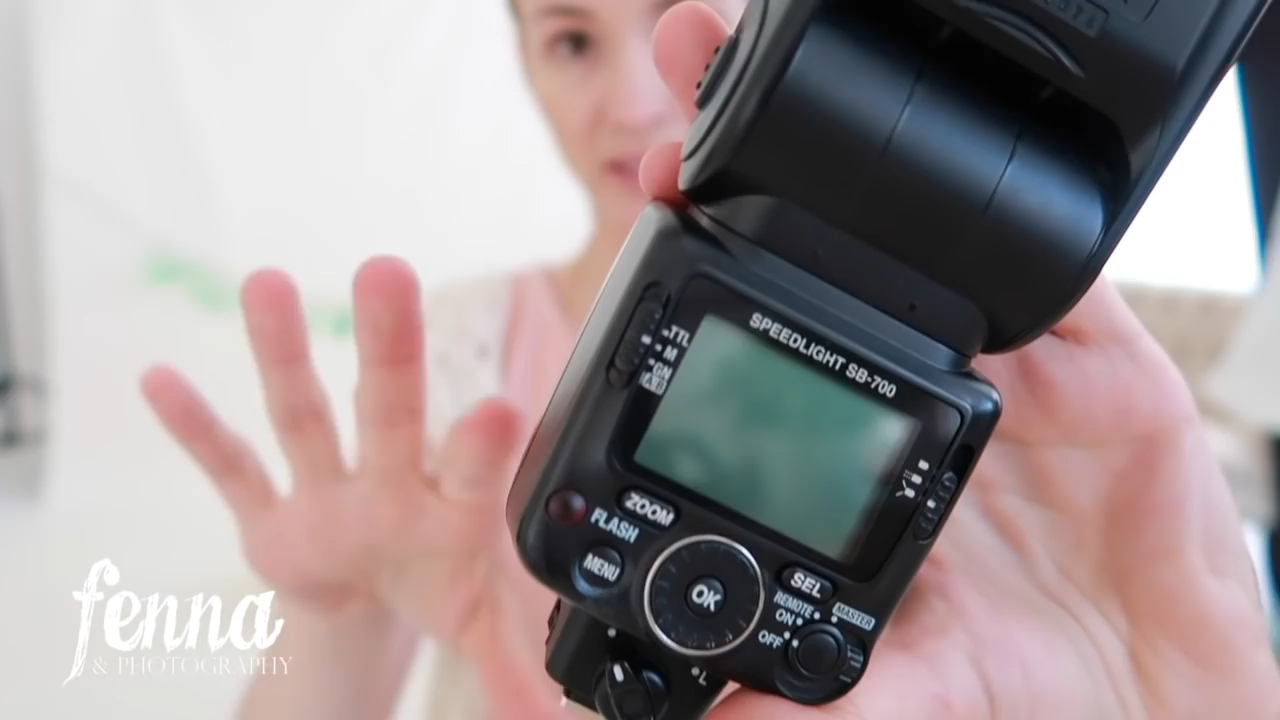 SPEEDLIGHT SB-700
TTL
M
GN
ZOOM
FLASH
MENU
OK
SEL
REMOTE
MASTER
ON
OFF
L
fenna
& PHOTOGRAPHY